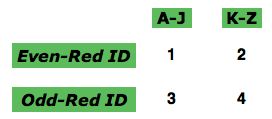 A-J K-Z
Even-Red ID 1 2
Odd-Red ID 3 4